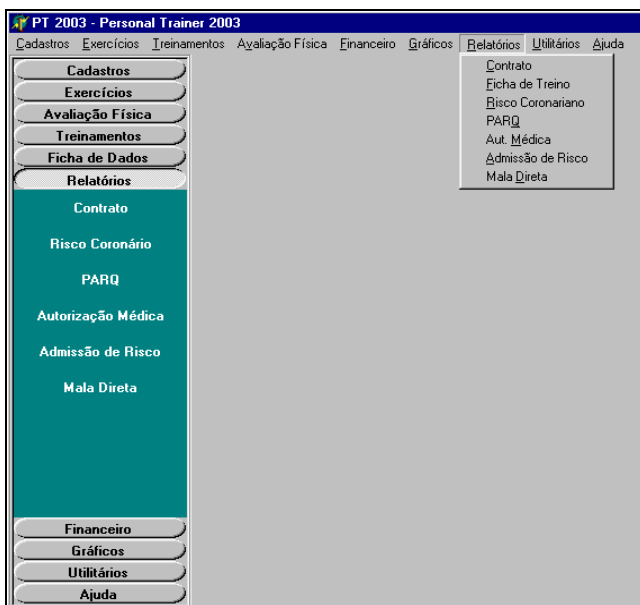 PT 2003 - Personal Trainer 2003
Cadastros Exercícios Treinamentos Avaliação Física Financeiro Gráficos Relatórios Utilitários Ajuda
Contrato
Ficha de Treino
Risco Coronariano
PARQ
Aut. Médica
Admissão de Risco
Mala Direta
Cadastros
Exercícios
Avaliação Física
Treinamentos
Ficha de Dados
Relatórios
Contrato
Risco Coronário
PARQ
Autorização Médica
Admissão de Risco
Mala Direta
Financeiro
Gráficos
Utilitários
Ajuda